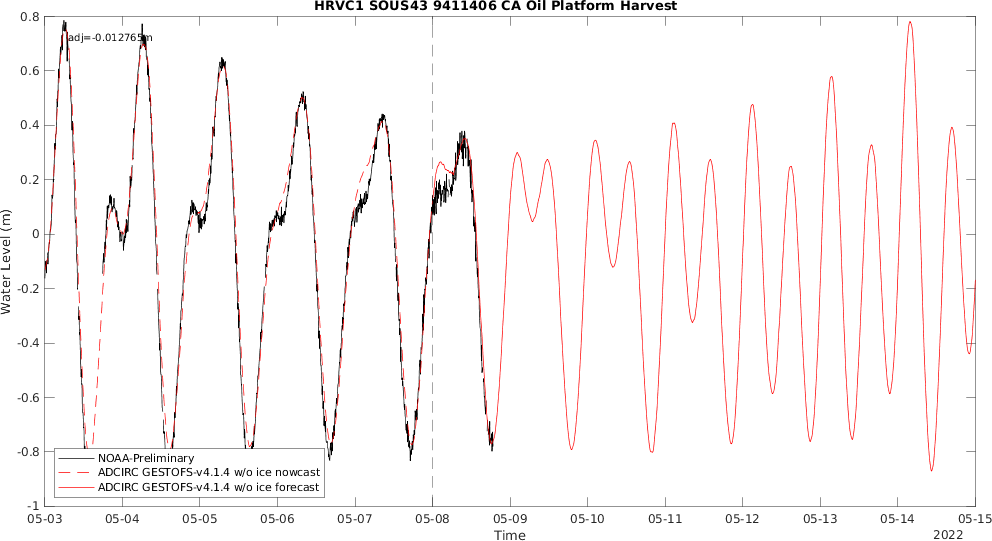 HRVC1 SOUS43 9411406 CA Oil Platform Harvest
adj=-0.012765m
0.8
0.6
0.4
0.2
0
-0.2
-0.4
-0.6
-0.8
-1
Water Level (m)
NOAA-Preliminary
ADCIRC GESTOFS-v4.1.4 w/o ice nowcast
ADCIRC GESTOFS-v4.1.4 w/o ice forecast
05-03 05-04 05-05 05-06 05-07 05-08 05-09 05-10 05-11 05-12 05-13 05-14 05-15
Time
2022